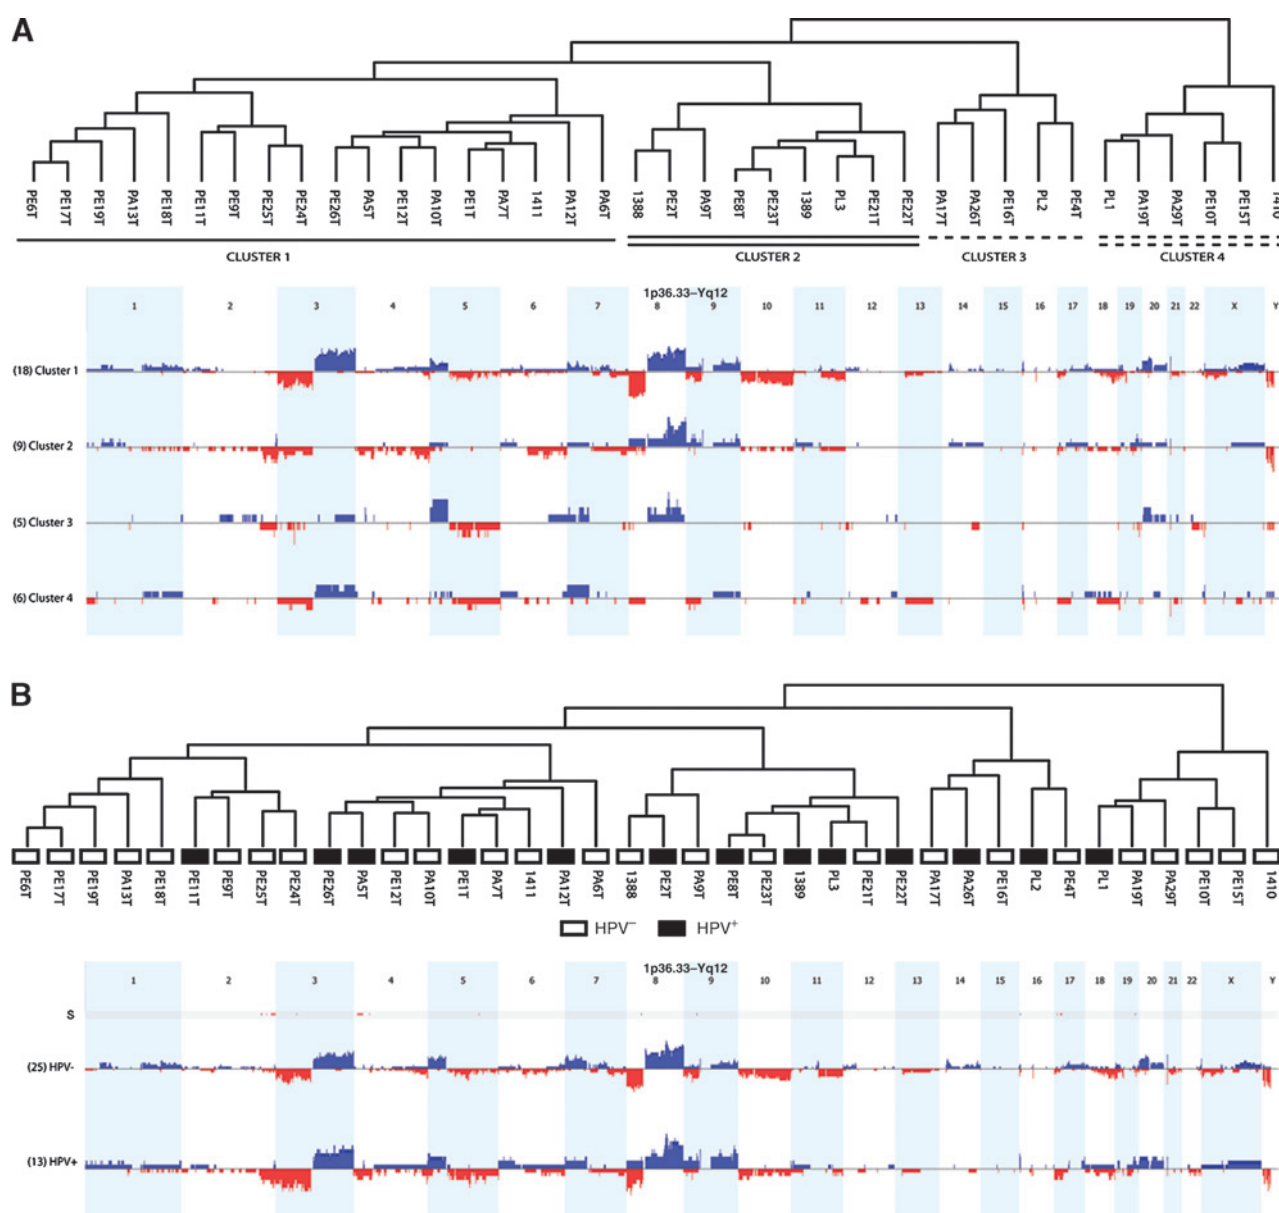 A
PE6T PE17T PE19T PA13T PE18T PE11T PE9T PE25T PE24T PE26T PA5T PE12T PA10T PE1T PA7T 1411 PA12T PA6T 1388 PE2T PA9T PE8T PE23T 1389 PL3 PE21T PE22T PA17T PA26T PE16T PL2 PE4T PL1 PA19T PA29T PE10T PE15T 1410
CLUSTER 1 CLUSTER 2 CLUSTER 3 CLUSTER 4
1p36.33–Yq12
1 2 3 4 5 6 7 8 9 10 11 12 13 14 15 16 17 18 19 20 21 22 X Y
(18) Cluster 1
(9) Cluster 2
(5) Cluster 3
(6) Cluster 4
B
PE6T PE17T PE19T PA13T PE18T PE11T PE9T PE25T PE24T PE26T PA5T PE12T PA10T PE1T PA7T 1411 PA12T PA6T 1388 PE2T PA9T PE8T PE23T 1389 PL3 PE21T PE22T PA17T PA26T PE16T PL2 PE4T PL1 PA19T PA29T PE10T PE15T 1410
HPV⁻ HPV⁺
1p36.33–Yq12
1 2 3 4 5 6 7 8 9 10 11 12 13 14 15 16 17 18 19 20 21 22 X Y
S
(25) HPV-
(13) HPV+